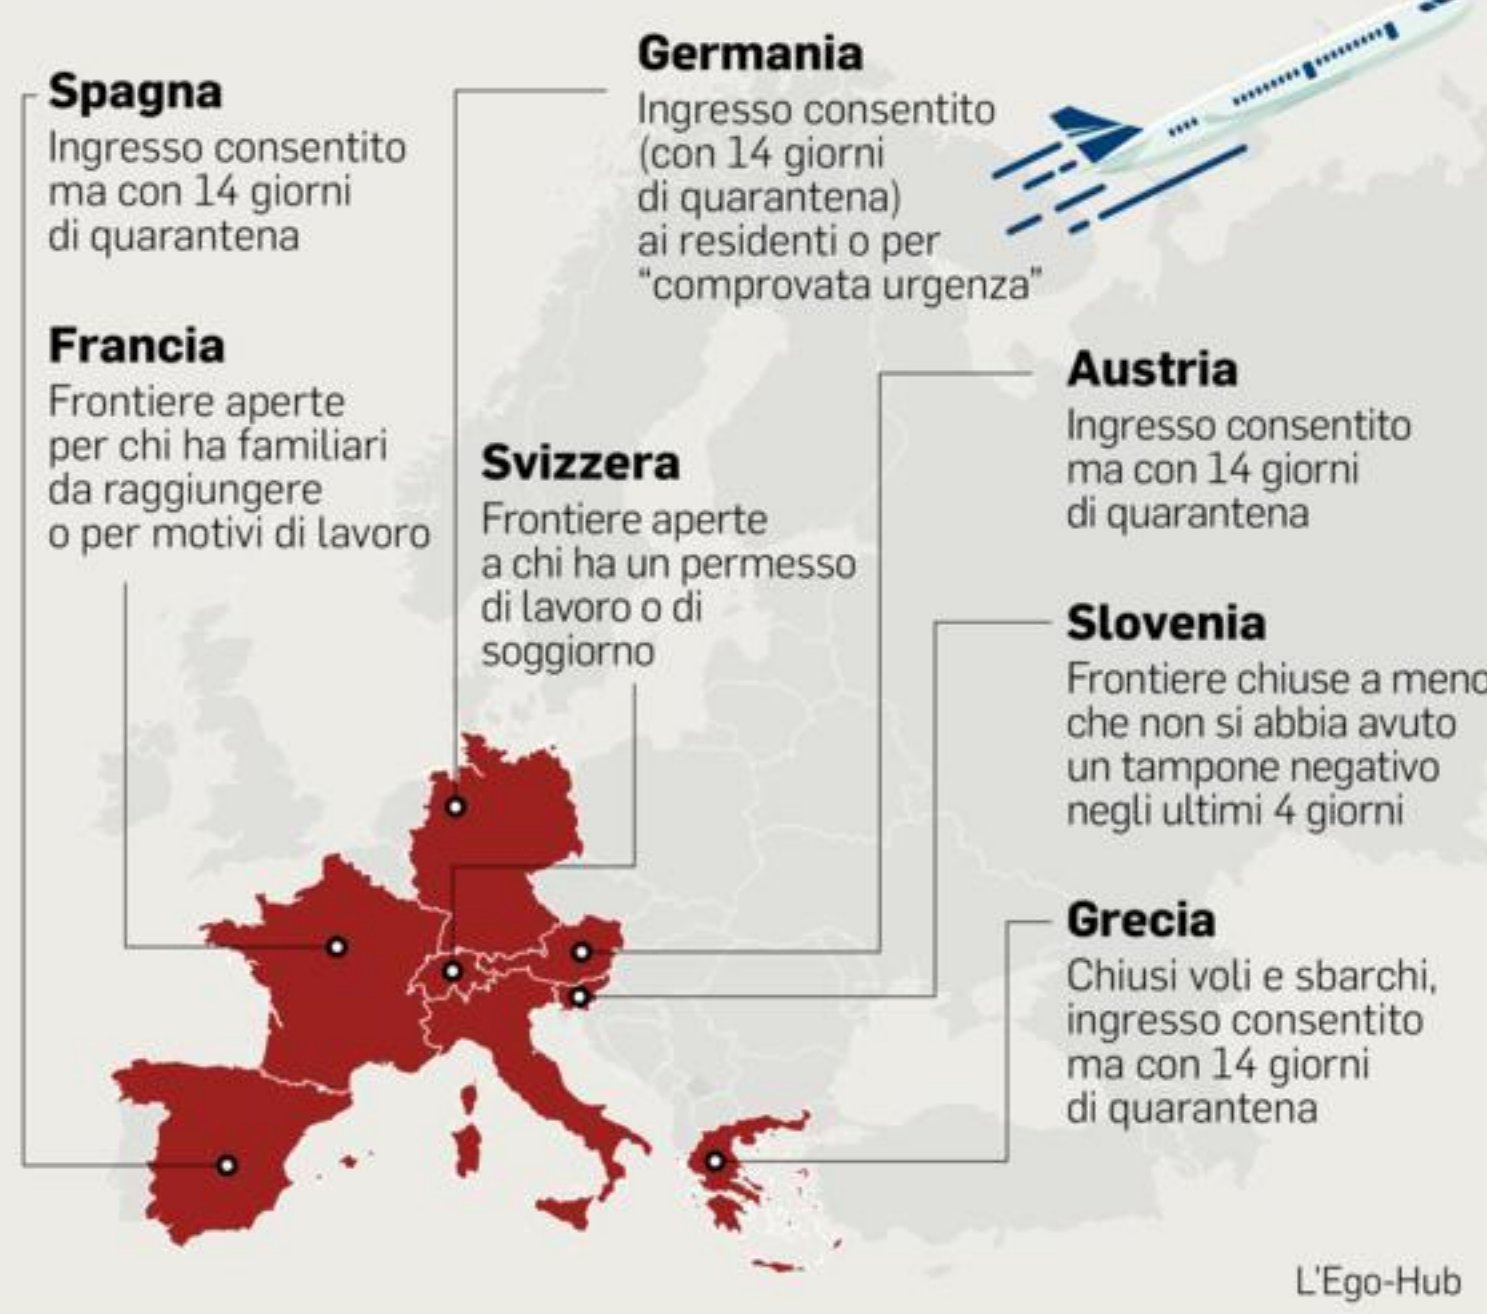 Spagna
Ingresso consentito
ma con 14 giorni
di quarantena
Francia
Frontiere aperte
per chi ha familiari
da raggiungere
o per motivi di lavoro
Germania
Ingresso consentito
(con 14 giorni
di quarantena)
ai residenti o per
“comprovata urgenza”
Svizzera
Frontiere aperte
a chi ha un permesso
di lavoro o di
soggiorno
Austria
Ingresso consentito
ma con 14 giorni
di quarantena
Slovenia
Frontiere chiuse a meno
che non si abbia avuto
un tampone negativo
negli ultimi 4 giorni
Grecia
Chiusi voli e sbarchi,
ingresso consentito
ma con 14 giorni
di quarantena
L'Ego-Hub